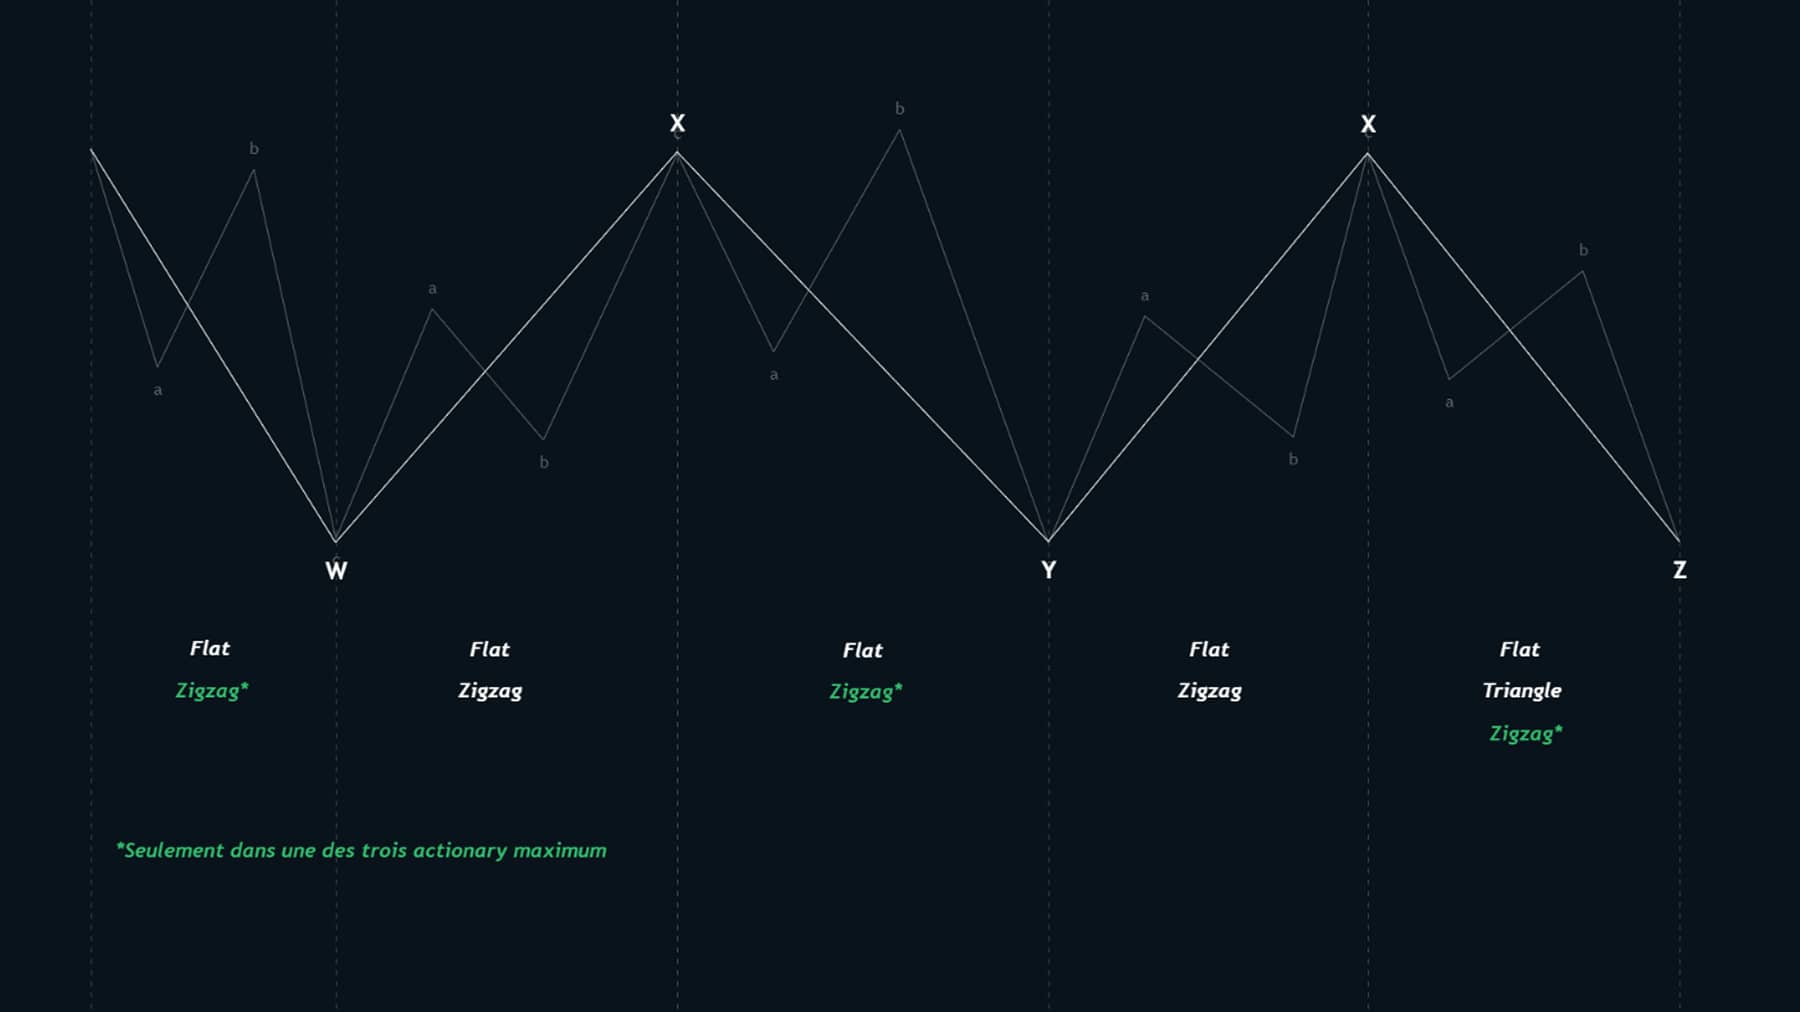 b
X
b
X
b
a
a
b
a
a
a
b
b
c
W
Y
Z
Flat
Flat
Flat
Flat
Flat
Zigzag*
Zigzag
Zigzag*
Zigzag
Triangle
Zigzag*
*Seulement dans une des trois actionary maximum